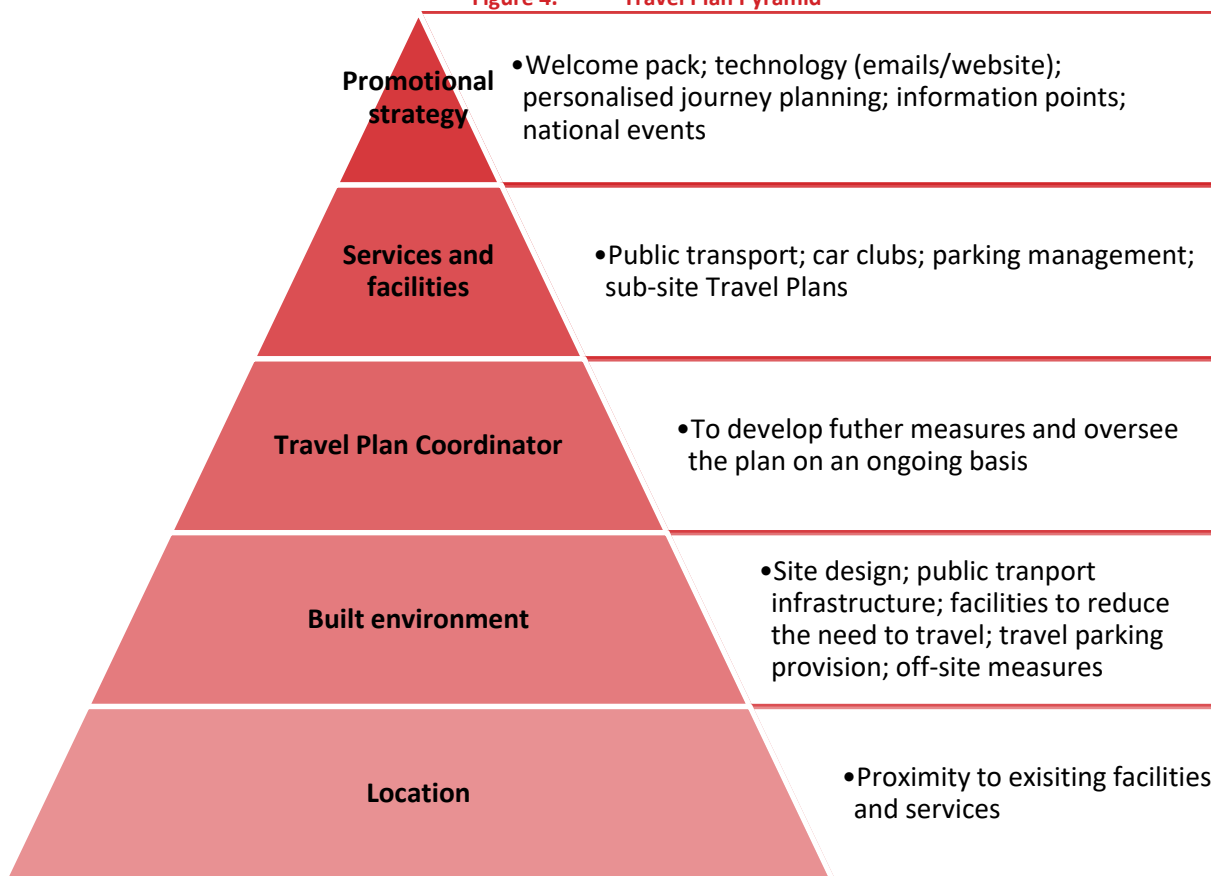 Figure 4. Travel Plan Pyramid
Promotional
strategy
•Welcome pack; technology (emails/website);
personalised journey planning; information points;
national events
Services and
facilities
•Public transport; car clubs; parking management;
sub-site Travel Plans
Travel Plan Coordinator
•To develop futher measures and oversee
the plan on an ongoing basis
Built environment
•Site design; public tranport
infrastructure; facilities to reduce
the need to travel; travel parking
provision; off-site measures
Location
•Proximity to exisiting facilities
and services